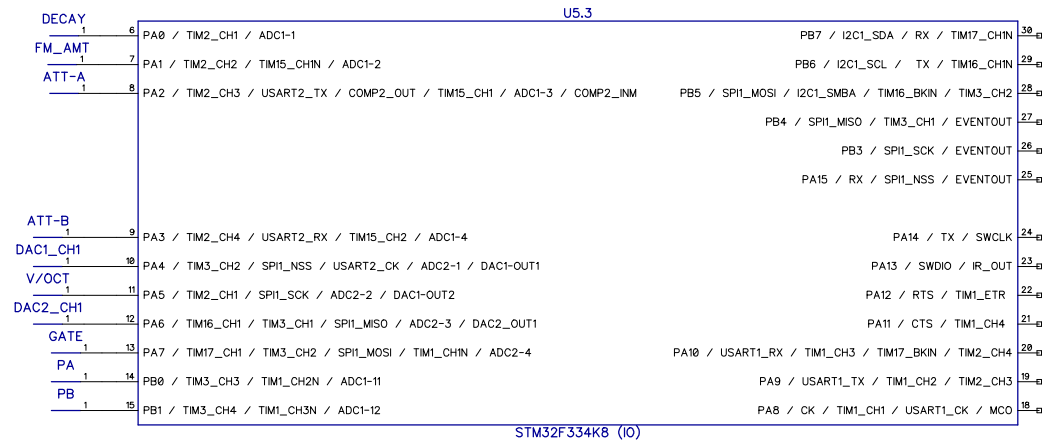 U5.3
DECAY
1 6 PA0 / TIM2_CH1 / ADC1-1
PB7 / I2C1_SDA / RX / TIM17_CH1N 30
FM_AMT
1 7 PA1 / TIM2_CH2 / TIM15_CH1N / ADC1-2
PB6 / I2C1_SCL / TX / TIM16_CH1N 29
ATT-A
1 8 PA2 / TIM2_CH3 / USART2_TX / COMP2_OUT / TIM15_CH1 / ADC1-3 / COMP2_INM
PB5 / SPI1_MOSI / I2C1_SMBA / TIM16_BKIN / TIM3_CH2 28
PB4 / SPI1_MISO / TIM3_CH1 / EVENTOUT 27
PB3 / SPI1_SCK / EVENTOUT 26
PA15 / RX / SPI1_NSS / EVENTOUT 25
ATT-B
1 9 PA3 / TIM2_CH4 / USART2_RX / TIM15_CH2 / ADC1-4
PA14 / TX / SWCLK 24
DAC1_CH1
1 10 PA4 / TIM3_CH2 / SPI1_NSS / USART2_CK / ADC2-1 / DAC1-OUT1
PA13 / SWDIO / IR_OUT 23
V/OCT
1 11 PA5 / TIM2_CH1 / SPI1_SCK / ADC2-2 / DAC1-OUT2
PA12 / RTS / TIM1_ETR 22
DAC2_CH1
1 12 PA6 / TIM16_CH1 / TIM3_CH1 / SPI1_MISO / ADC2-3 / DAC2_OUT1
PA11 / CTS / TIM1_CH4 21
GATE
1 13 PA7 / TIM17_CH1 / TIM3_CH2 / SPI1_MOSI / TIM1_CH1N / ADC2-4
PA10 / USART1_RX / TIM1_CH3 / TIM17_BKIN / TIM2_CH4 20
PA
1 14 PB0 / TIM3_CH3 / TIM1_CH2N / ADC1-11
PA9 / USART1_TX / TIM1_CH2 / TIM2_CH3 19
PB
1 15 PB1 / TIM3_CH4 / TIM1_CH3N / ADC1-12
PA8 / CK / TIM1_CH1 / USART1_CK / MCO 18
STM32F334K8 (IO)